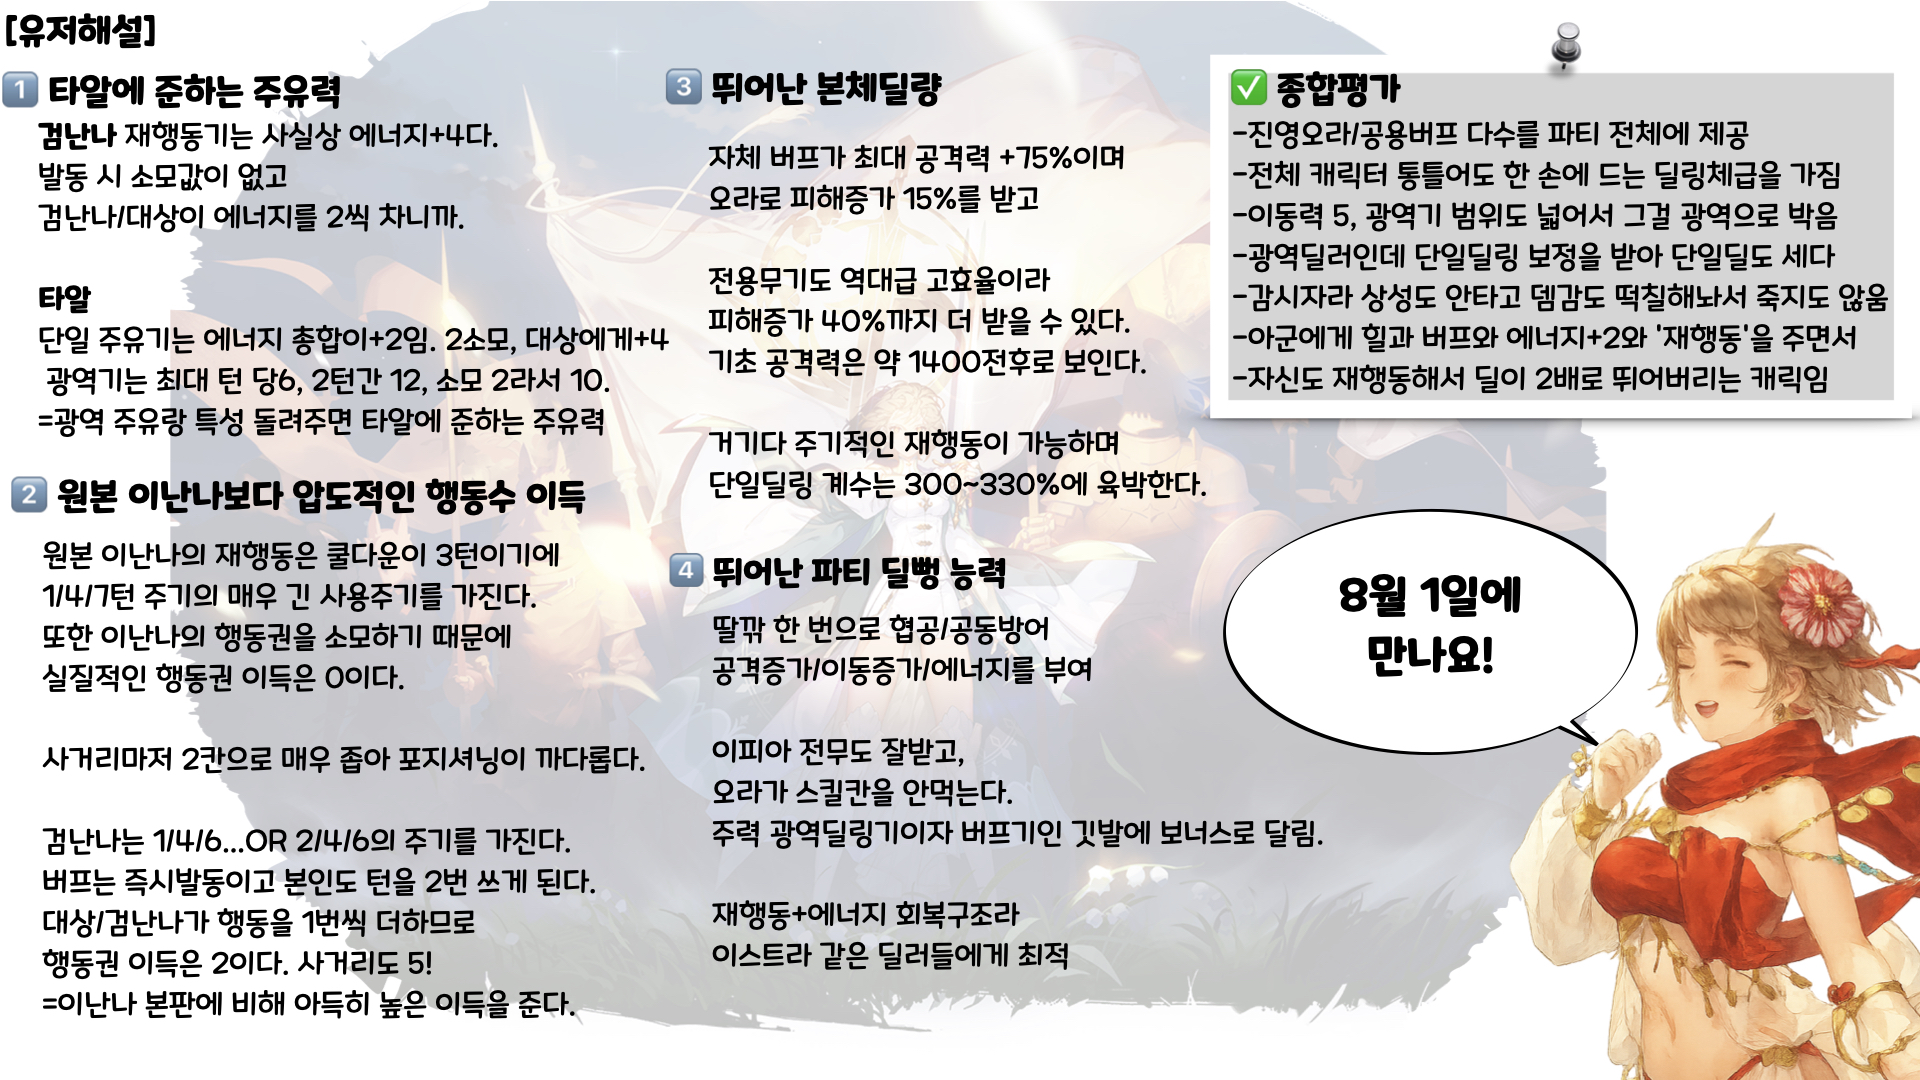 [유저해설]
1 타알에 준하는 주유력
검난나 재행동기는 사실상 에너지+4다.
발동 시 소모값이 없고
검난나/대상이 에너지를 2씩 차니까.
타알
단일 주유기는 에너지 총합이+2임. 2소모, 대상에게+4
광역기는 최대 턴 당6, 2턴간 12, 소모 2라서 10.
=광역 주유랑 특성 돌려주면 타알에 준하는 주유력
2 원본 이난나보다 압도적인 행동수 이득
원본 이난나의 재행동은 쿨다운이 3턴이기에
1/4/7턴 주기의 매우 긴 사용주기를 가진다.
또한 이난나의 행동권을 소모하기 때문에
실질적인 행동권 이득은 0이다.
사거리마저 2칸으로 매우 좁아 포지셔닝이 까다롭다.
검난나는 1/4/6...OR 2/4/6의 주기를 가진다.
버프는 즉시발동이고 본인도 턴을 2번 쓰게 된다.
대상/검난나가 행동을 1번씩 더하므로
행동권 이득은 2이다. 사거리도 5!
=이난나 본판에 비해 아득히 높은 이득을 준다.
3 뛰어난 본체딜량
자체 버프가 최대 공격력 +75%이며
오라로 피해증가 15%를 받고
전용무기도 역대급 고효율이라
피해증가 40%까지 더 받을 수 있다.
기초 공격력은 약 1400전후로 보인다.
거기다 주기적인 재행동이 가능하며
단일딜링 계수는 300~330%에 육박한다.
4 뛰어난 파티 딜뻥 능력
딸깎 한 번으로 협공/공동방어
공격증가/이동증가/에너지를 부여
이피아 전무도 잘받고,
오라가 스킬칸을 안먹는다.
주력 광역딜링기이자 버프기인 깃발에 보너스로 달림.
재행동+에너지 회복구조라
이스트라 같은 딜러들에게 최적
✅ 종합평가
-진영오라/공용버프 다수를 파티 전체에 제공
-전체 캐릭터 통틀어도 한 손에 드는 딜링체급을 가짐
-이동력 5, 광역기 범위도 넓어서 그걸 광역으로 박음
-광역딜러인데 단일딜링 보정을 받아 단일딜도 세다
-감시자라 상성도 안타고 뎀감도 떡칠해놔서 죽지도 않움
-아군에게 힐과 버프와 에너지+2와 '재행동'을 주면서
-자신도 재행동해서 딜이 2배로 뛰어버리는 캐릭임
8월 1일에
만나요!